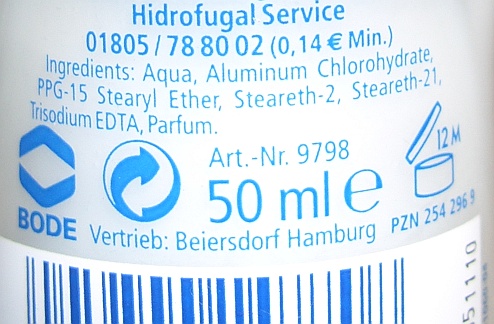 Hidrofugal Service
01805/78 80 02 (0,14 € Min.)
Ingredients: Aqua, Aluminum Chlorohydrate,
PPG-15 Stearyl Ether, Steareth-2, Steareth-21,
Trisodium EDTA, Parfum.
12 M
Art.-Nr. 9798
50 ml e
BODE
Vertrieb: Beiersdorf Hamburg
PZN 254 296 9
051110